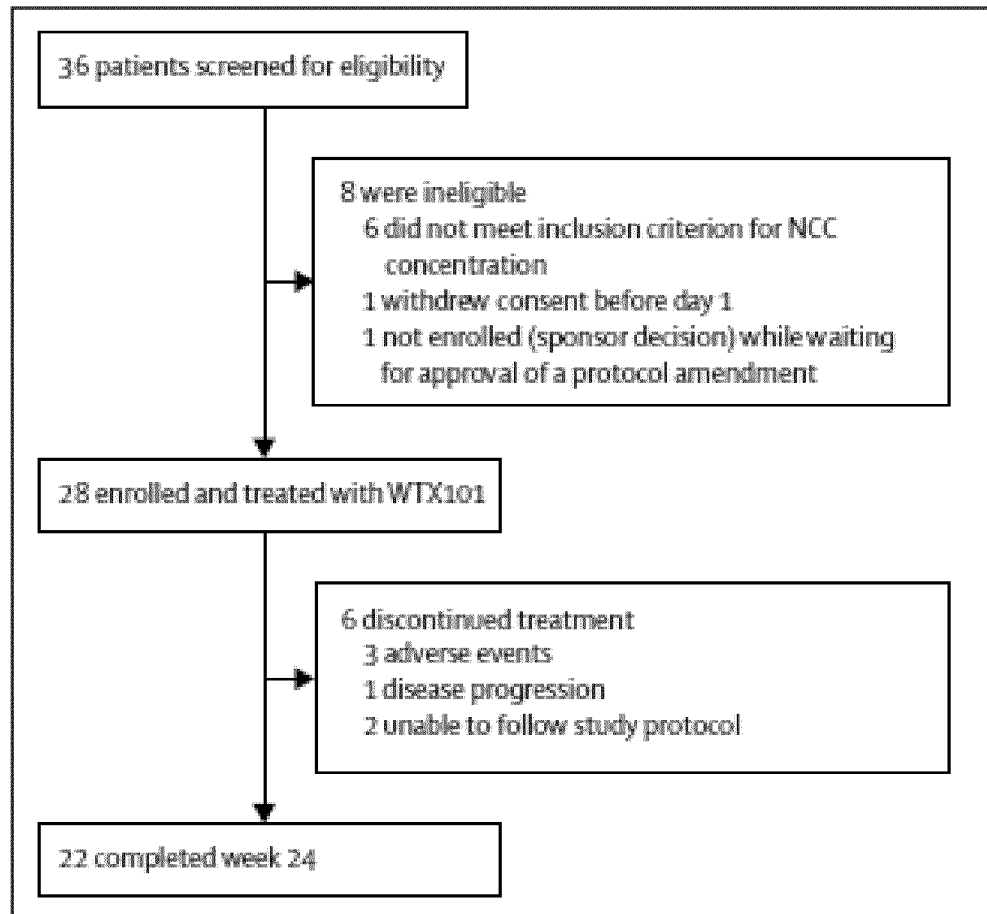 36 patients screened for eligibility
8 were ineligible
6 did not meet inclusion criterion for NCC
concentration
1 withdrew consent before day 1
1 not enrolled (sponsor decision) while waiting
for approval of a protocol amendment
28 enrolled and treated with WTX101
6 discontinued treatment
3 adverse events
1 disease progression
2 unable to follow study protocol
22 completed week 24